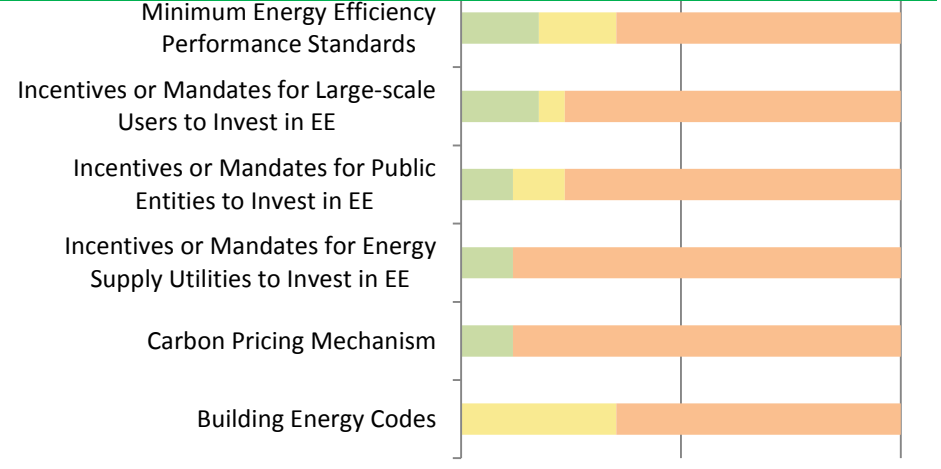 Minimum Energy Efficiency
Performance Standards
Incentives or Mandates for Large-scale
Users to Invest in EE
Incentives or Mandates for Public
Entities to Invest in EE
Incentives or Mandates for Energy
Supply Utilities to Invest in EE
Carbon Pricing Mechanism
Building Energy Codes